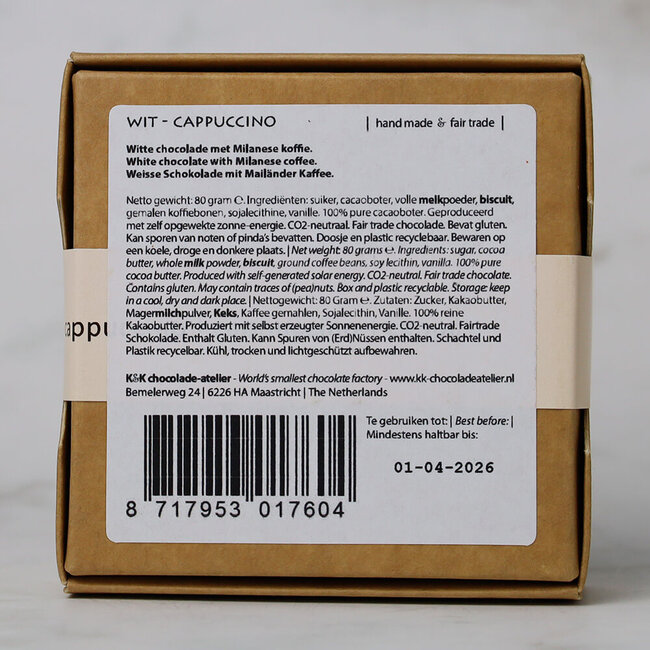 WIT - CAPPUCCINO
| hand made & fair trade |
Witte chocolade met Milanese koffie.
White chocolate with Milanese coffee.
Weisse Schokolade mit Mailänder Kaffee.
Netto gewicht: 80 gram ℮. Ingrediënten: suiker, cacaoboter, volle melkpoeder, biscuit,
gemalen koffiebonen, sojalecithine, vanille. 100% pure cacaoboter. Geproduceerd
met zelf opgewekte zonne-energie. CO2-neutraal. Fair trade chocolade. Bevat gluten.
Kan sporen van noten of pinda's bevatten. Doosje en plastic recyclebaar. Bewaren op
een koele, droge en donkere plaats. | Net weight: 80 grams ℮. Ingredients: sugar, cocoa
butter, whole milk powder, biscuit, ground coffee beans, soy lecithin, vanilla. 100% pure
cocoa butter. Produced with self-generated solar energy. CO2-neutral. Fair trade chocolate.
Contains gluten. May contain traces of (pea)nuts. Box and plastic recyclable. Storage: keep
in a cool, dry and dark place. | Nettogewicht: 80 Gram ℮. Zutaten: Zucker, Kakaobutter,
Magermilchpulver, Keks, Kaffee gemahlen, Sojalecithin, Vanille. 100% reine
Kakaobutter. Produziert mit selbst erzeugter Sonnenenergie. CO2-neutral. Fairtrade
Schokolade. Enthalt Gluten. Kann Spuren von (Erd)Nüssen enthalten. Schachtel und
Plastik recycelbar. Kühl, trocken und lichtgeschützt aufbewahren.
cappu
K&K chocolade-atelier - World's smallest chocolate factory - www.kk-chocoladeatelier.nl
Bemelerweg 24 | 6226 HA Maastricht | The Netherlands
Te gebruiken tot: | Best before: |
Mindestens haltbar bis:
01-04-2026
8 717953 017604